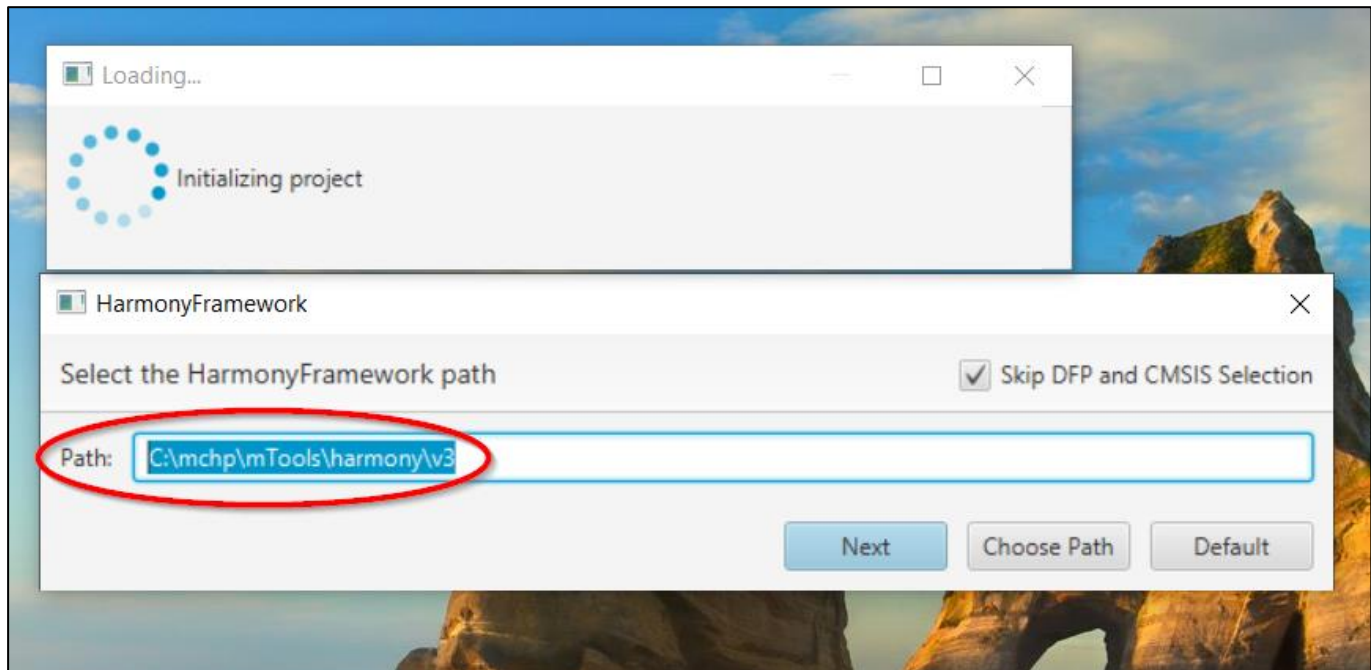 Loading...
Initializing project
HarmonyFramework
Select the HarmonyFramework path
Skip DFP and CMSIS Selection
Path: C:\mchp\mTools\harmony\v3
Next Choose Path Default